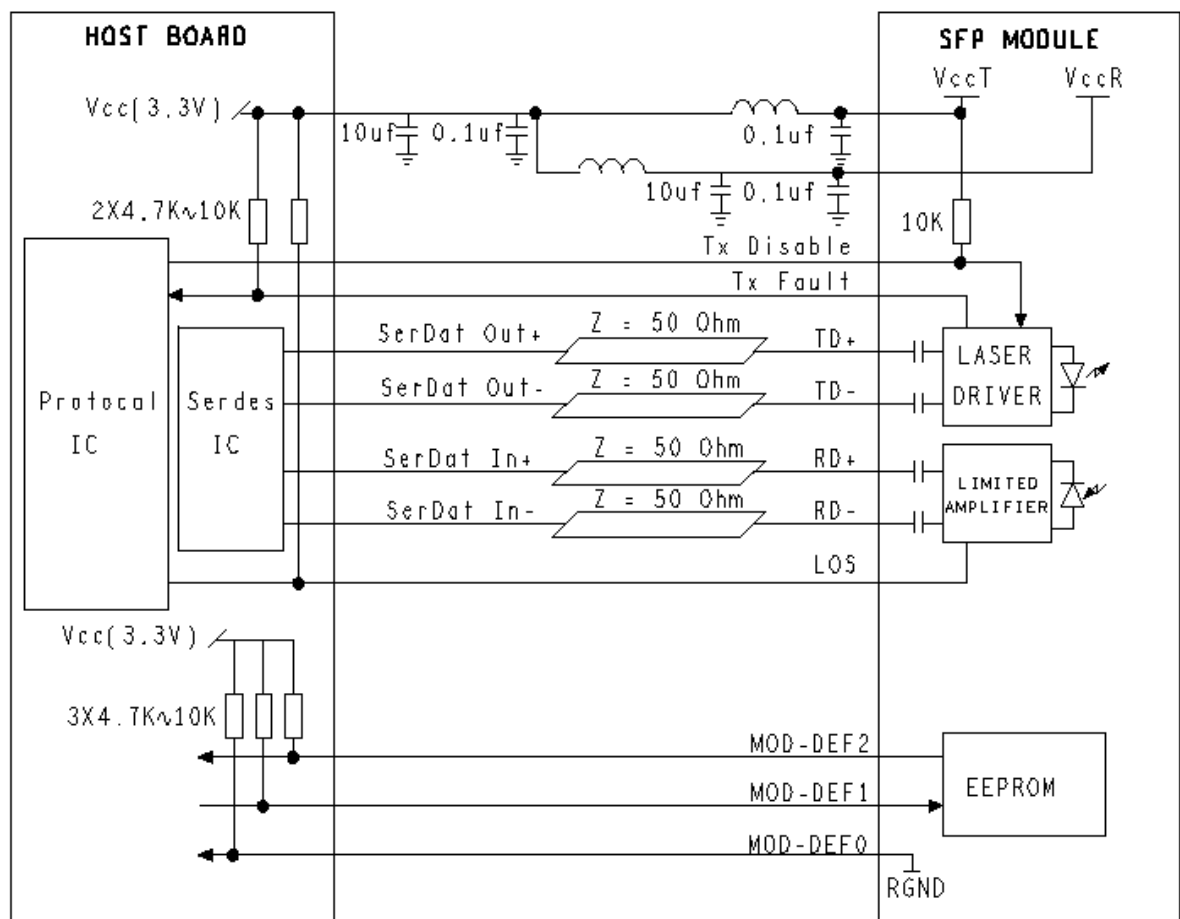 HOST BOARD
SFP MODULE
VccT
VccR
Vcc(3.3V)
10uf
0.1uf
0.1uf
10uf
0.1uf
2X4.7K∿10K
10K
Tx Disable
Tx Fault
Z = 50 Ohm
SerDat Out+
TD+
LASER
DRIVER
Z = 50 Ohm
SerDat Out-
TD-
Protocal
IC
Serdes
IC
Z = 50 Ohm
SerDat In+
RD+
LIMITED
AMPLIFIER
Z = 50 Ohm
SerDat In-
RD-
LOS
Vcc(3.3V)
3X4.7K∿10K
MOD-DEF2
EEPROM
MOD-DEF1
MOD-DEF0
RGND